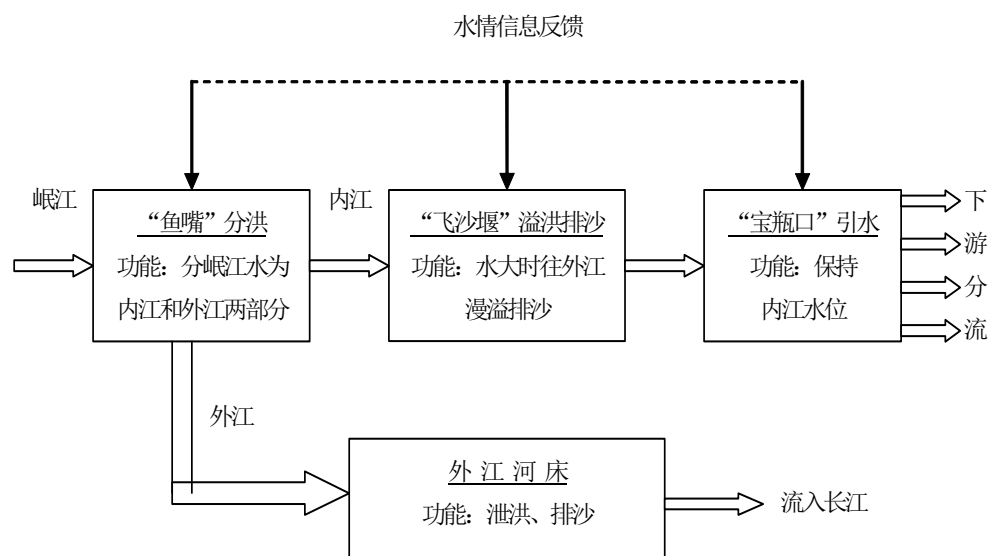 水情信息反馈
岷江
“鱼嘴”分洪
功能：分岷江水为
内江和外江两部分
内江
“飞沙堰”溢洪排沙
功能：水大时往外江
漫溢排沙
“宝瓶口”引水
功能：保持
内江水位
下
游
分
流
外江
外江河床
功能：泄洪、排沙
流入长江